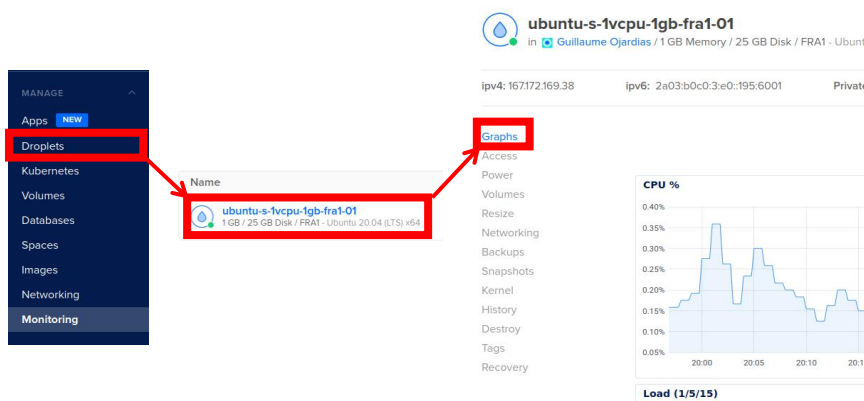 MANAGE
Apps NEW
Droplets
Kubernetes
Volumes
Databases
Spaces
Images
Networking
Monitoring
Name
ubuntu-s-1vcpu-1gb-fra1-01
1 GB / 25 GB Disk / FRA1 - Ubuntu 20.04 (LTS) x64
ubuntu-s-1vcpu-1gb-fra1-01
in Guillaume Ojardias / 1 GB Memory / 25 GB Disk / FRA1 - Ubunt
ipv4: 167.172.169.38 ipv6: 2a03:b0c0:3:e0::195:6001 Private
Graphs
Access
Power
Volumes
Resize
Networking
Backups
Snapshots
Kernel
History
Destroy
Tags
Recovery
CPU %
0.40%
0.35%
0.30%
0.25%
0.20%
0.15%
0.10%
0.05%
20:00 20:05 20:10 20:1
Load (1/5/15)